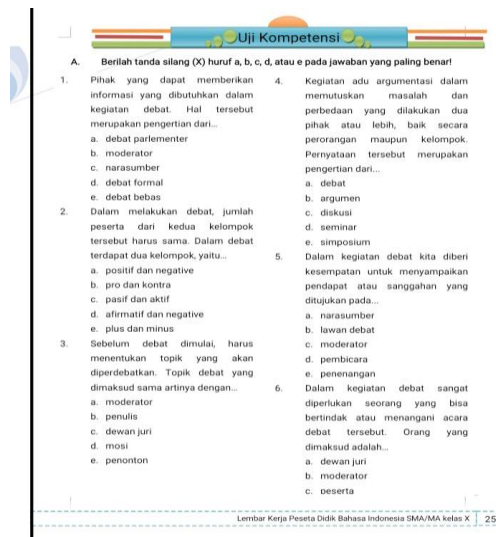 Uji Kompetensi
A. Berilah tanda silang (X) huruf a, b, c, d, atau e pada jawaban yang paling benar!
1. Pihak yang dapat memberikan
informasi yang dibutuhkan dalam
kegiatan debat. Hal tersebut
merupakan pengertian dari...
a. debat parlementer
b. moderator
c. narasumber
d. debat formal
e. debat bebas
2. Dalam melakukan debat, jumlah
peserta dari kedua kelompok
tersebut harus sama. Dalam debat
terdapat dua kelompok, yaitu...
a. positif dan negative
b. pro dan kontra
c. pasif dan aktif
d. afirmatif dan negative
e. plus dan minus
3. Sebelum debat dimulai, harus
menentukan topik yang akan
diperdebatkan. Topik debat yang
dimaksud sama artinya dengan...
a. moderator
b. penulis
c. dewan juri
d. mosi
e. penonton
4. Kegiatan adu argumentasi dalam
memutuskan masalah dan
perbedaan yang dilakukan dua
pihak atau lebih, baik secara
perorangan maupun kelompok.
Pernyataan tersebut merupakan
pengertian dari...
a. debat
b. argumen
c. diskusi
d. seminar
e. simposium
5. Dalam kegiatan debat kita diberi
kesempatan untuk menyampaikan
pendapat atau sanggahan yang
ditujukan pada...
a. narasumber
b. lawan debat
c. moderator
d. pembicara
e. penenangan
6. Dalam kegiatan debat sangat
diperlukan seorang yang bisa
bertindak atau menangani acara
debat tersebut. Orang yang
dimaksud adalah...
a. dewan juri
b. moderator
c. peserta
Lembar Kerja Peseta Didik Bahasa Indonesia SMA/MA kelas X 25